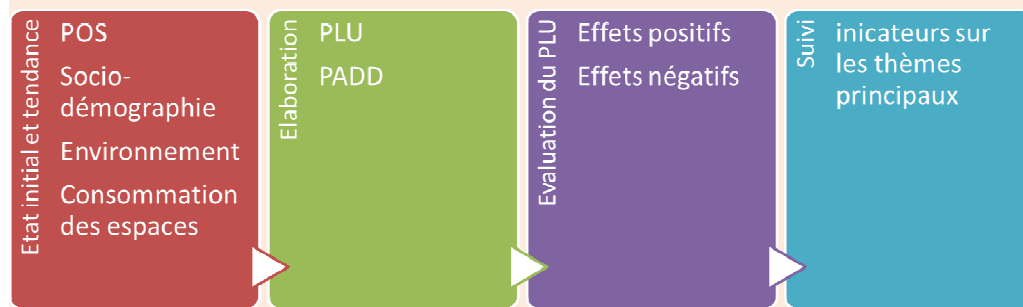 Etat initial et tendance
POS
Socio-
démographie
Environnement
Consommation
des espaces
Elaboration
PLU
PADD
Evaluation du PLU
Effets positifs
Effets négatifs
Suivi
inicateurs sur
les thèmes
principaux